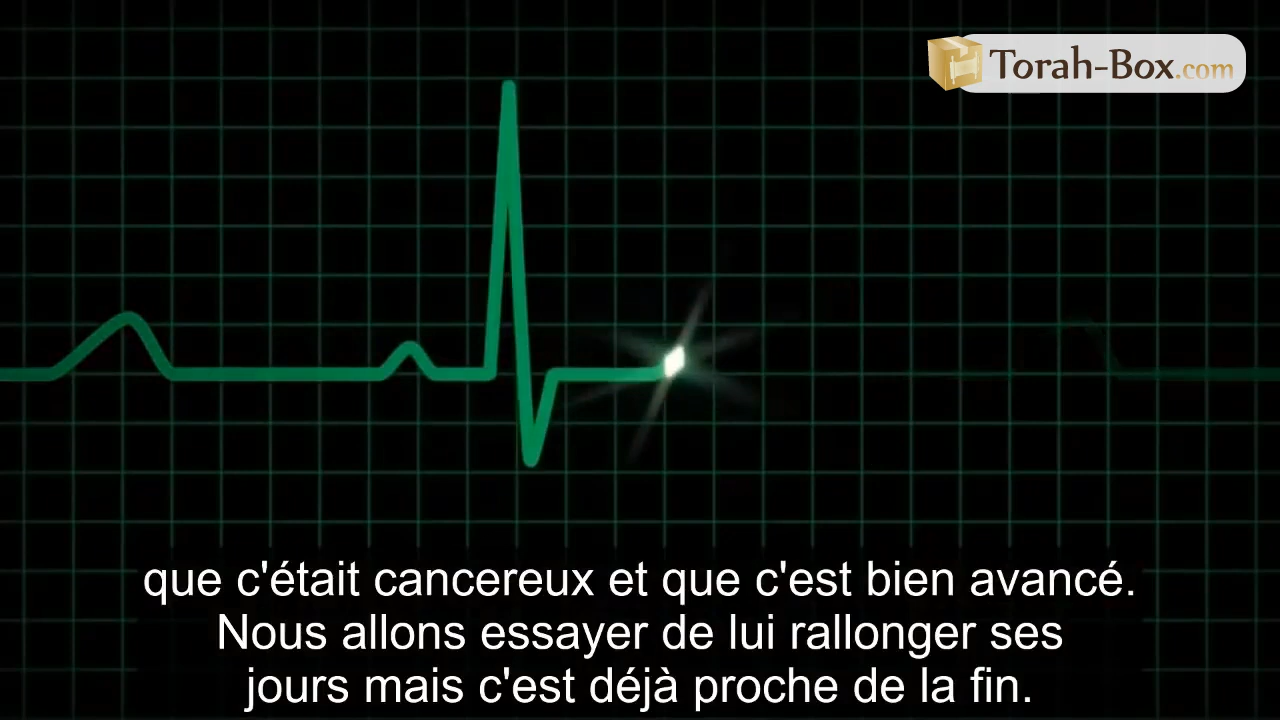 Torah-Box.com
que c'était cancereux et que c'est bien avancé.
Nous allons essayer de lui rallonger ses
jours mais c'est déjà proche de la fin.